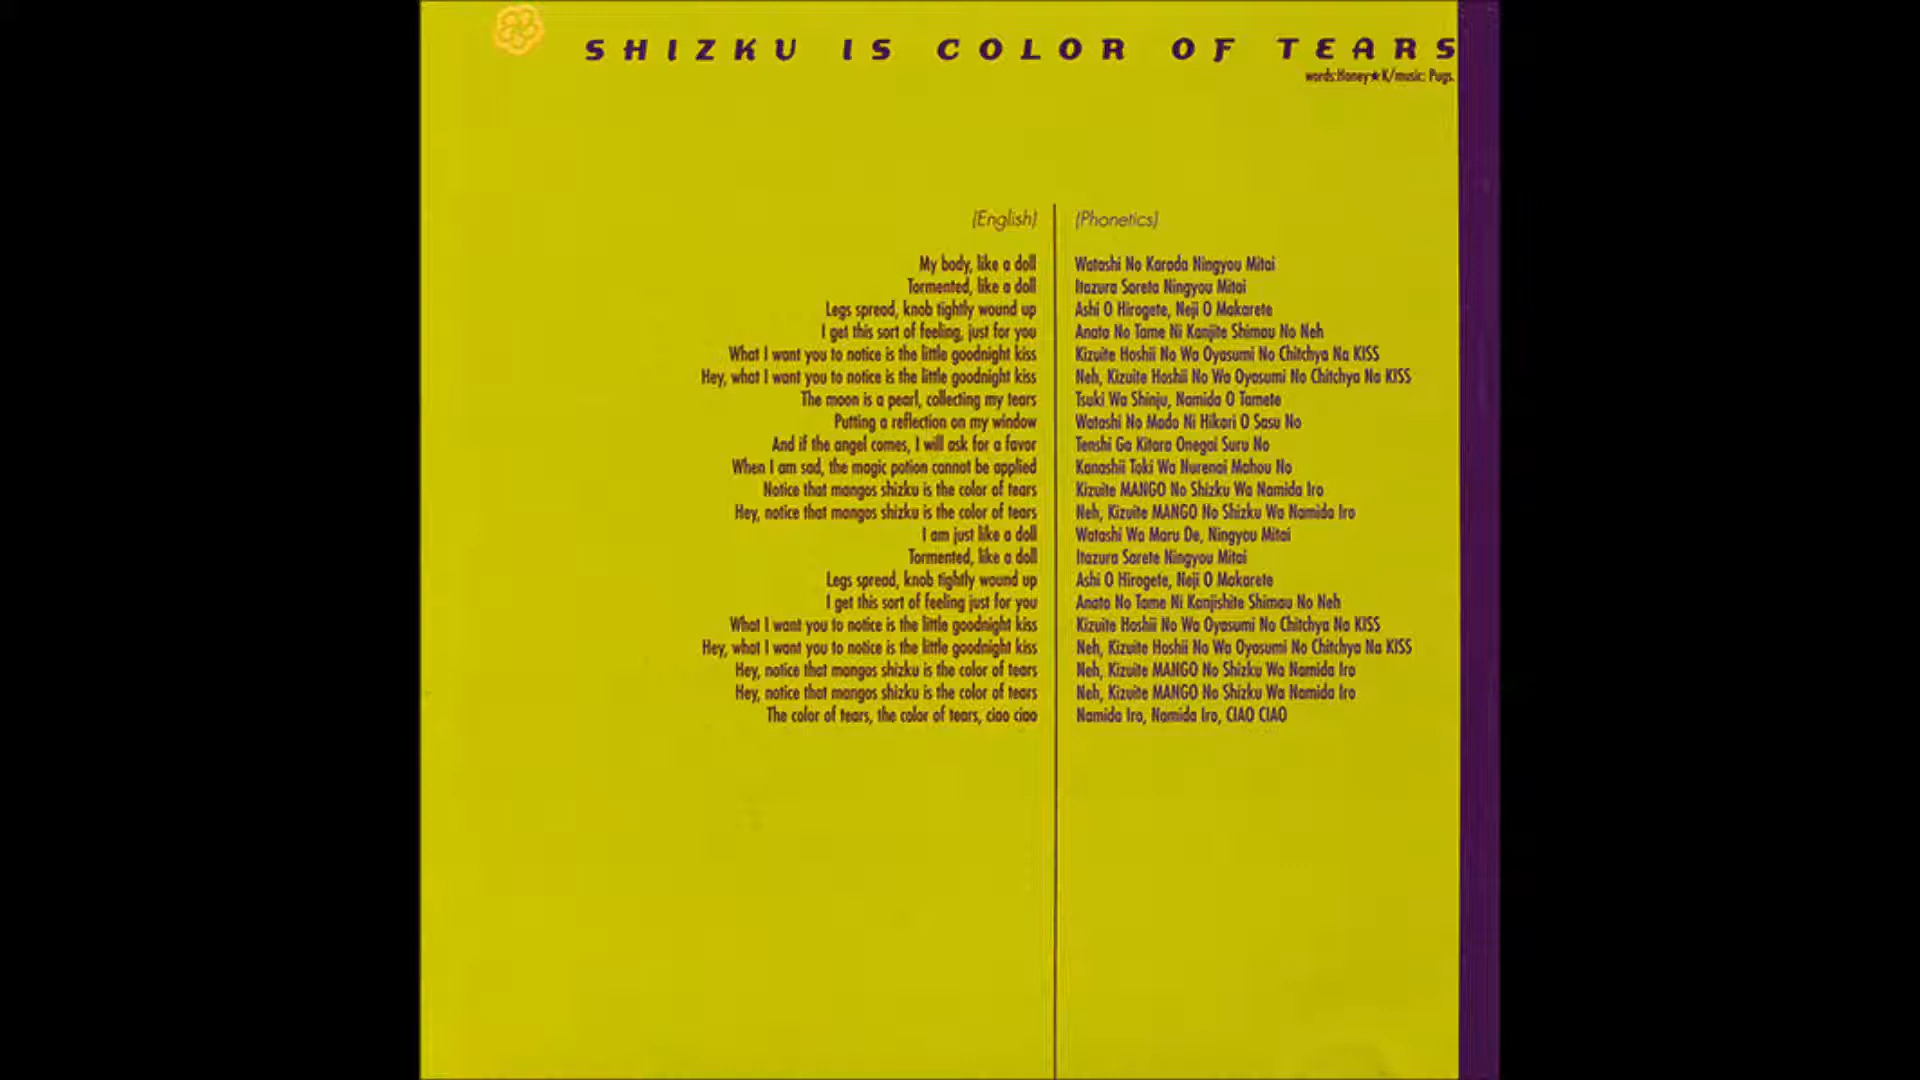 SHIZKU IS COLOR OF TEARS
words:Honey★K/music: Pugs.
(English)
My body, like a doll
Tormented, like a doll
Legs spread, knob tightly wound up
I get this sort of feeling, just for you
What I want you to notice is the little goodnight kiss
Hey, what I want you to notice is the little goodnight kiss
The moon is a pearl, collecting my tears
Putting a reflection on my window
And if the angel comes, I will ask for a favor
When I am sad, the magic potion cannot be applied
Notice that mangos shizku is the color of tears
Hey, notice that mangos shizku is the color of tears
I am just like a doll
Tormented, like a doll
Legs spread, knob tightly wound up
I get this sort of feeling just for you
What I want you to notice is the little goodnight kiss
Hey, what I want you to notice is the little goodnight kiss
Hey, notice that mangos shizku is the color of tears
Hey, notice that mangos shizku is the color of tears
The color of tears, the color of tears, ciao ciao
(Phonetics)
Watashi No Karada Ningyou Mitai
Itazura Sareta Ningyou Mitai
Ashi O Hirogete, Neji O Makarete
Anata No Tame Ni Kanjite Shimau No Neh
Kizuite Hoshii No Wa Oyasumi No Chitchya Na KISS
Neh, Kizuite Hoshii No Wa Oyasumi No Chitchya Na KISS
Tsuki Wa Shinju, Namida O Tamete
Watashi No Mado Ni Hikari O Sasu No
Tenshi Ga Kitara Onegai Suru No
Kanashii Toki Wa Nurenai Mahou No
Kizuite MANGO No Shizku Wa Namida Iro
Neh, Kizuite MANGO No Shizku Wa Namida Iro
Watashi Wa Maru De, Ningyou Mitai
Itazura Sarete Ningyou Mitai
Ashi O Hirogete, Neji O Makarete
Anata No Tame Ni Kanjishite Shimau No Neh
Kizuite Hoshii No Wa Oyasumi No Chitchya Na KISS
Neh, Kizuite Hoshii No Wa Oyasumi No Chitchya Na KISS
Neh, Kizuite MANGO No Shizku Wa Namida Iro
Neh, Kizuite MANGO No Shizku Wa Namida Iro
Namida Iro, Namida Iro, CIAO CIAO